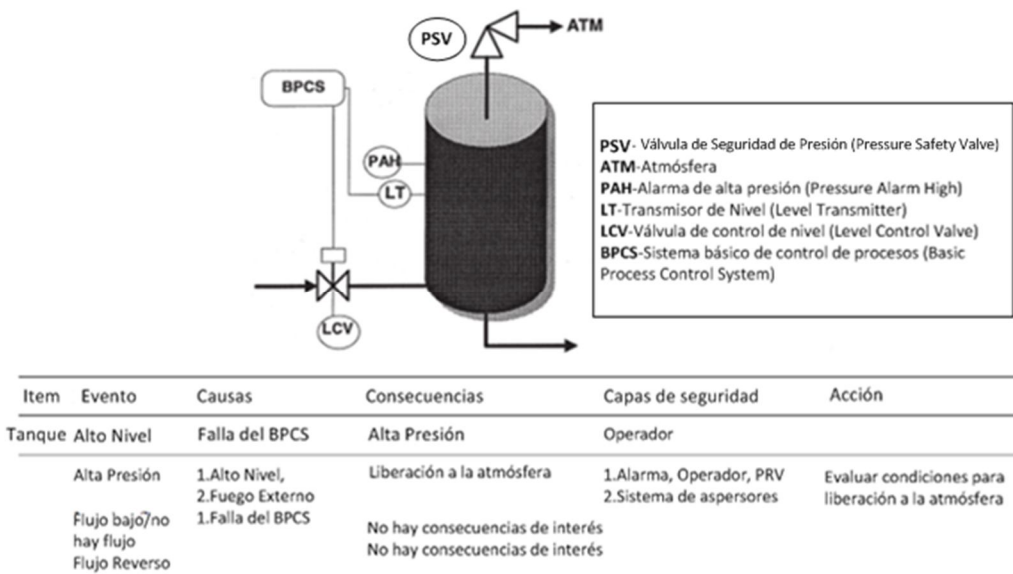 PSV
ATM
BPCS
PAH
LT
LCV
PSV- Válvula de Seguridad de Presión (Pressure Safety Valve)
ATM-Atmósfera
PAH-Alarma de alta presión (Pressure Alarm High)
LT-Transmisor de Nivel (Level Transmitter)
LCV-Válvula de control de nivel (Level Control Valve)
BPCS-Sistema básico de control de procesos (Basic
Process Control System)
Item Evento Causas Consecuencias Capas de seguridad Acción
Tanque Alto Nivel Falla del BPCS Alta Presión Operador
Alta Presión 1.Alto Nivel, Liberación a la atmósfera 1.Alarma, Operador, PRV Evaluar condiciones para
2.Fuego Externo 2.Sistema de aspersores liberación a la atmósfera
Flujo bajo/no 1.Falla del BPCS No hay consecuencias de interés
hay flujo No hay consecuencias de interés
Flujo Reverso